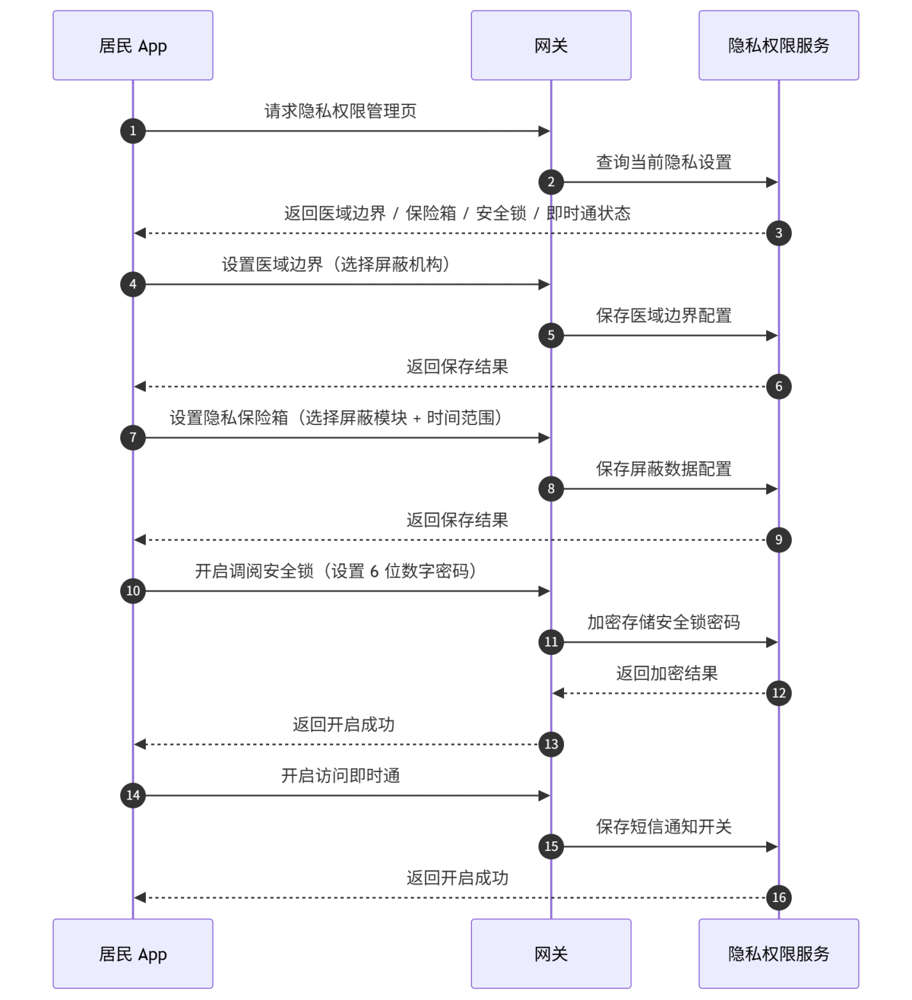 居民 App
网关
隐私权限服务
请求隐私权限管理页
1
查询当前隐私设置
2
返回医域边界 / 保险箱 / 安全锁 / 即时通状态
3
设置医域边界（选择屏蔽机构）
4
保存医域边界配置
5
返回保存结果
6
设置隐私保险箱（选择屏蔽模块 + 时间范围）
7
保存屏蔽数据配置
8
返回保存结果
9
开启调阅安全锁（设置 6 位数字密码）
10
加密存储安全锁密码
11
返回加密结果
12
返回开启成功
13
开启访问即时通
14
保存短信通知开关
15
返回开启成功
16
居民 App
网关
隐私权限服务